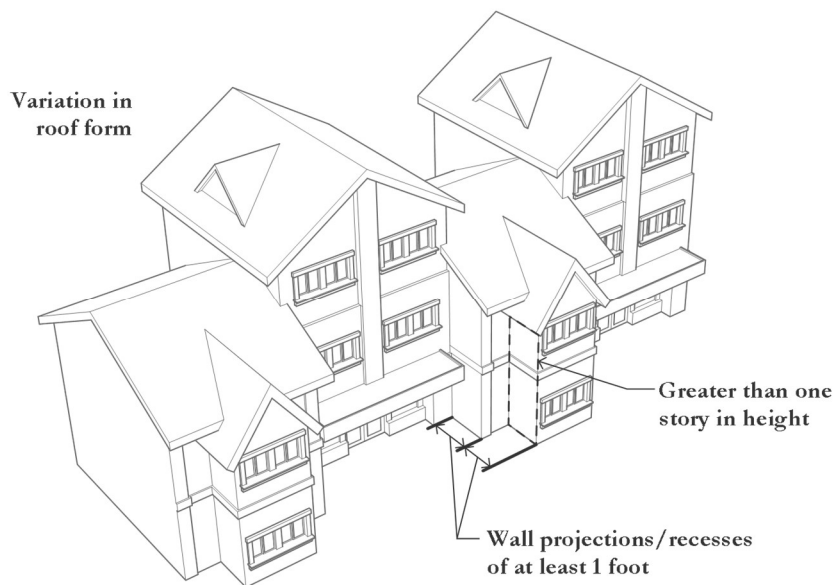 Variation in
roof form
Greater than one
story in height
Wall projections/recesses
of at least 1 foot